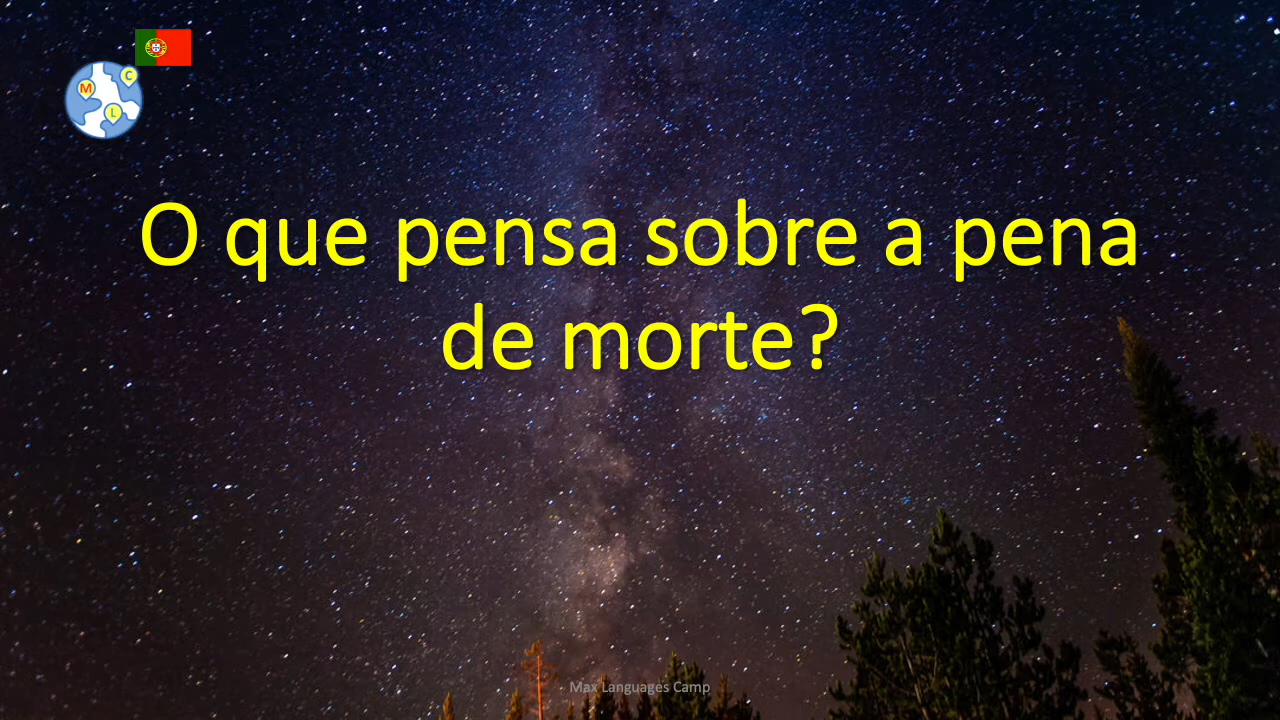 C
M
L
O que pensa sobre a pena
de morte?
Max Languages Camp